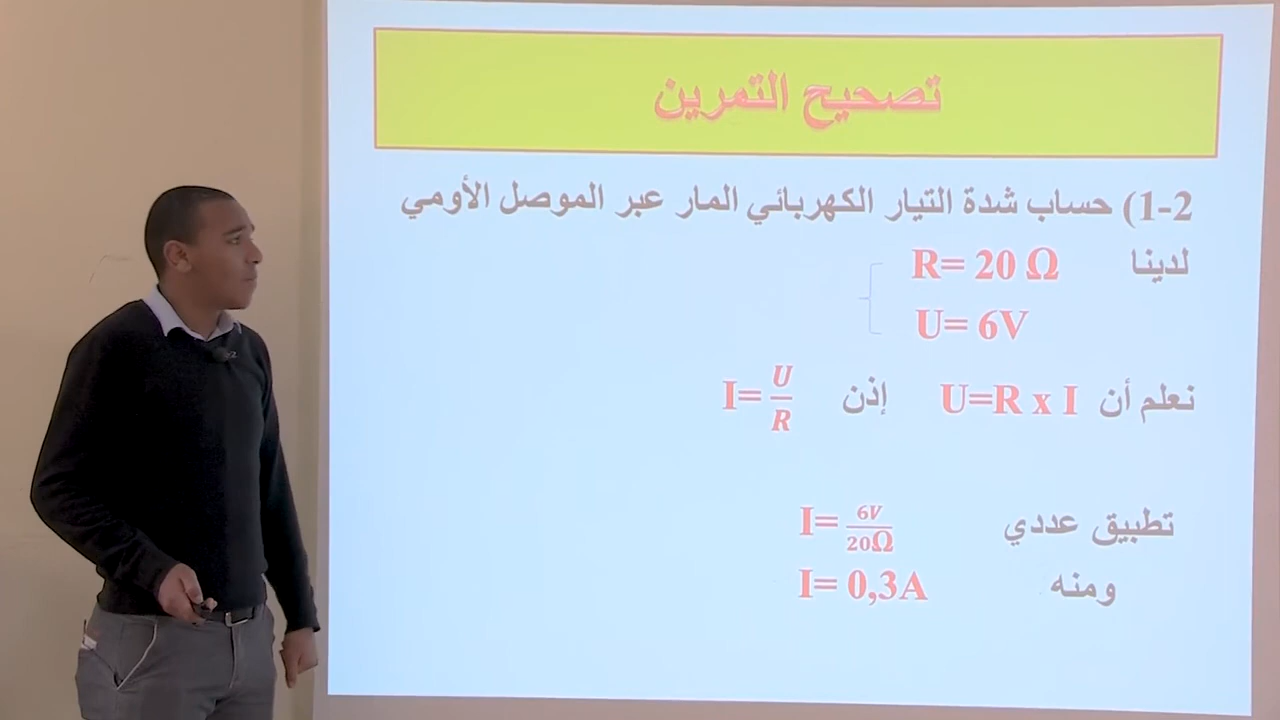 تصحيح التمرين
1-2) حساب شدة التيار الكهربائي المار عبر الموصل الأومي
لدينا R= 20 Ω
U= 6V
نعلم أن U=R x I إذن I= U/R
تطبيق عددي I= 6V/20Ω
ومنه I= 0,3A